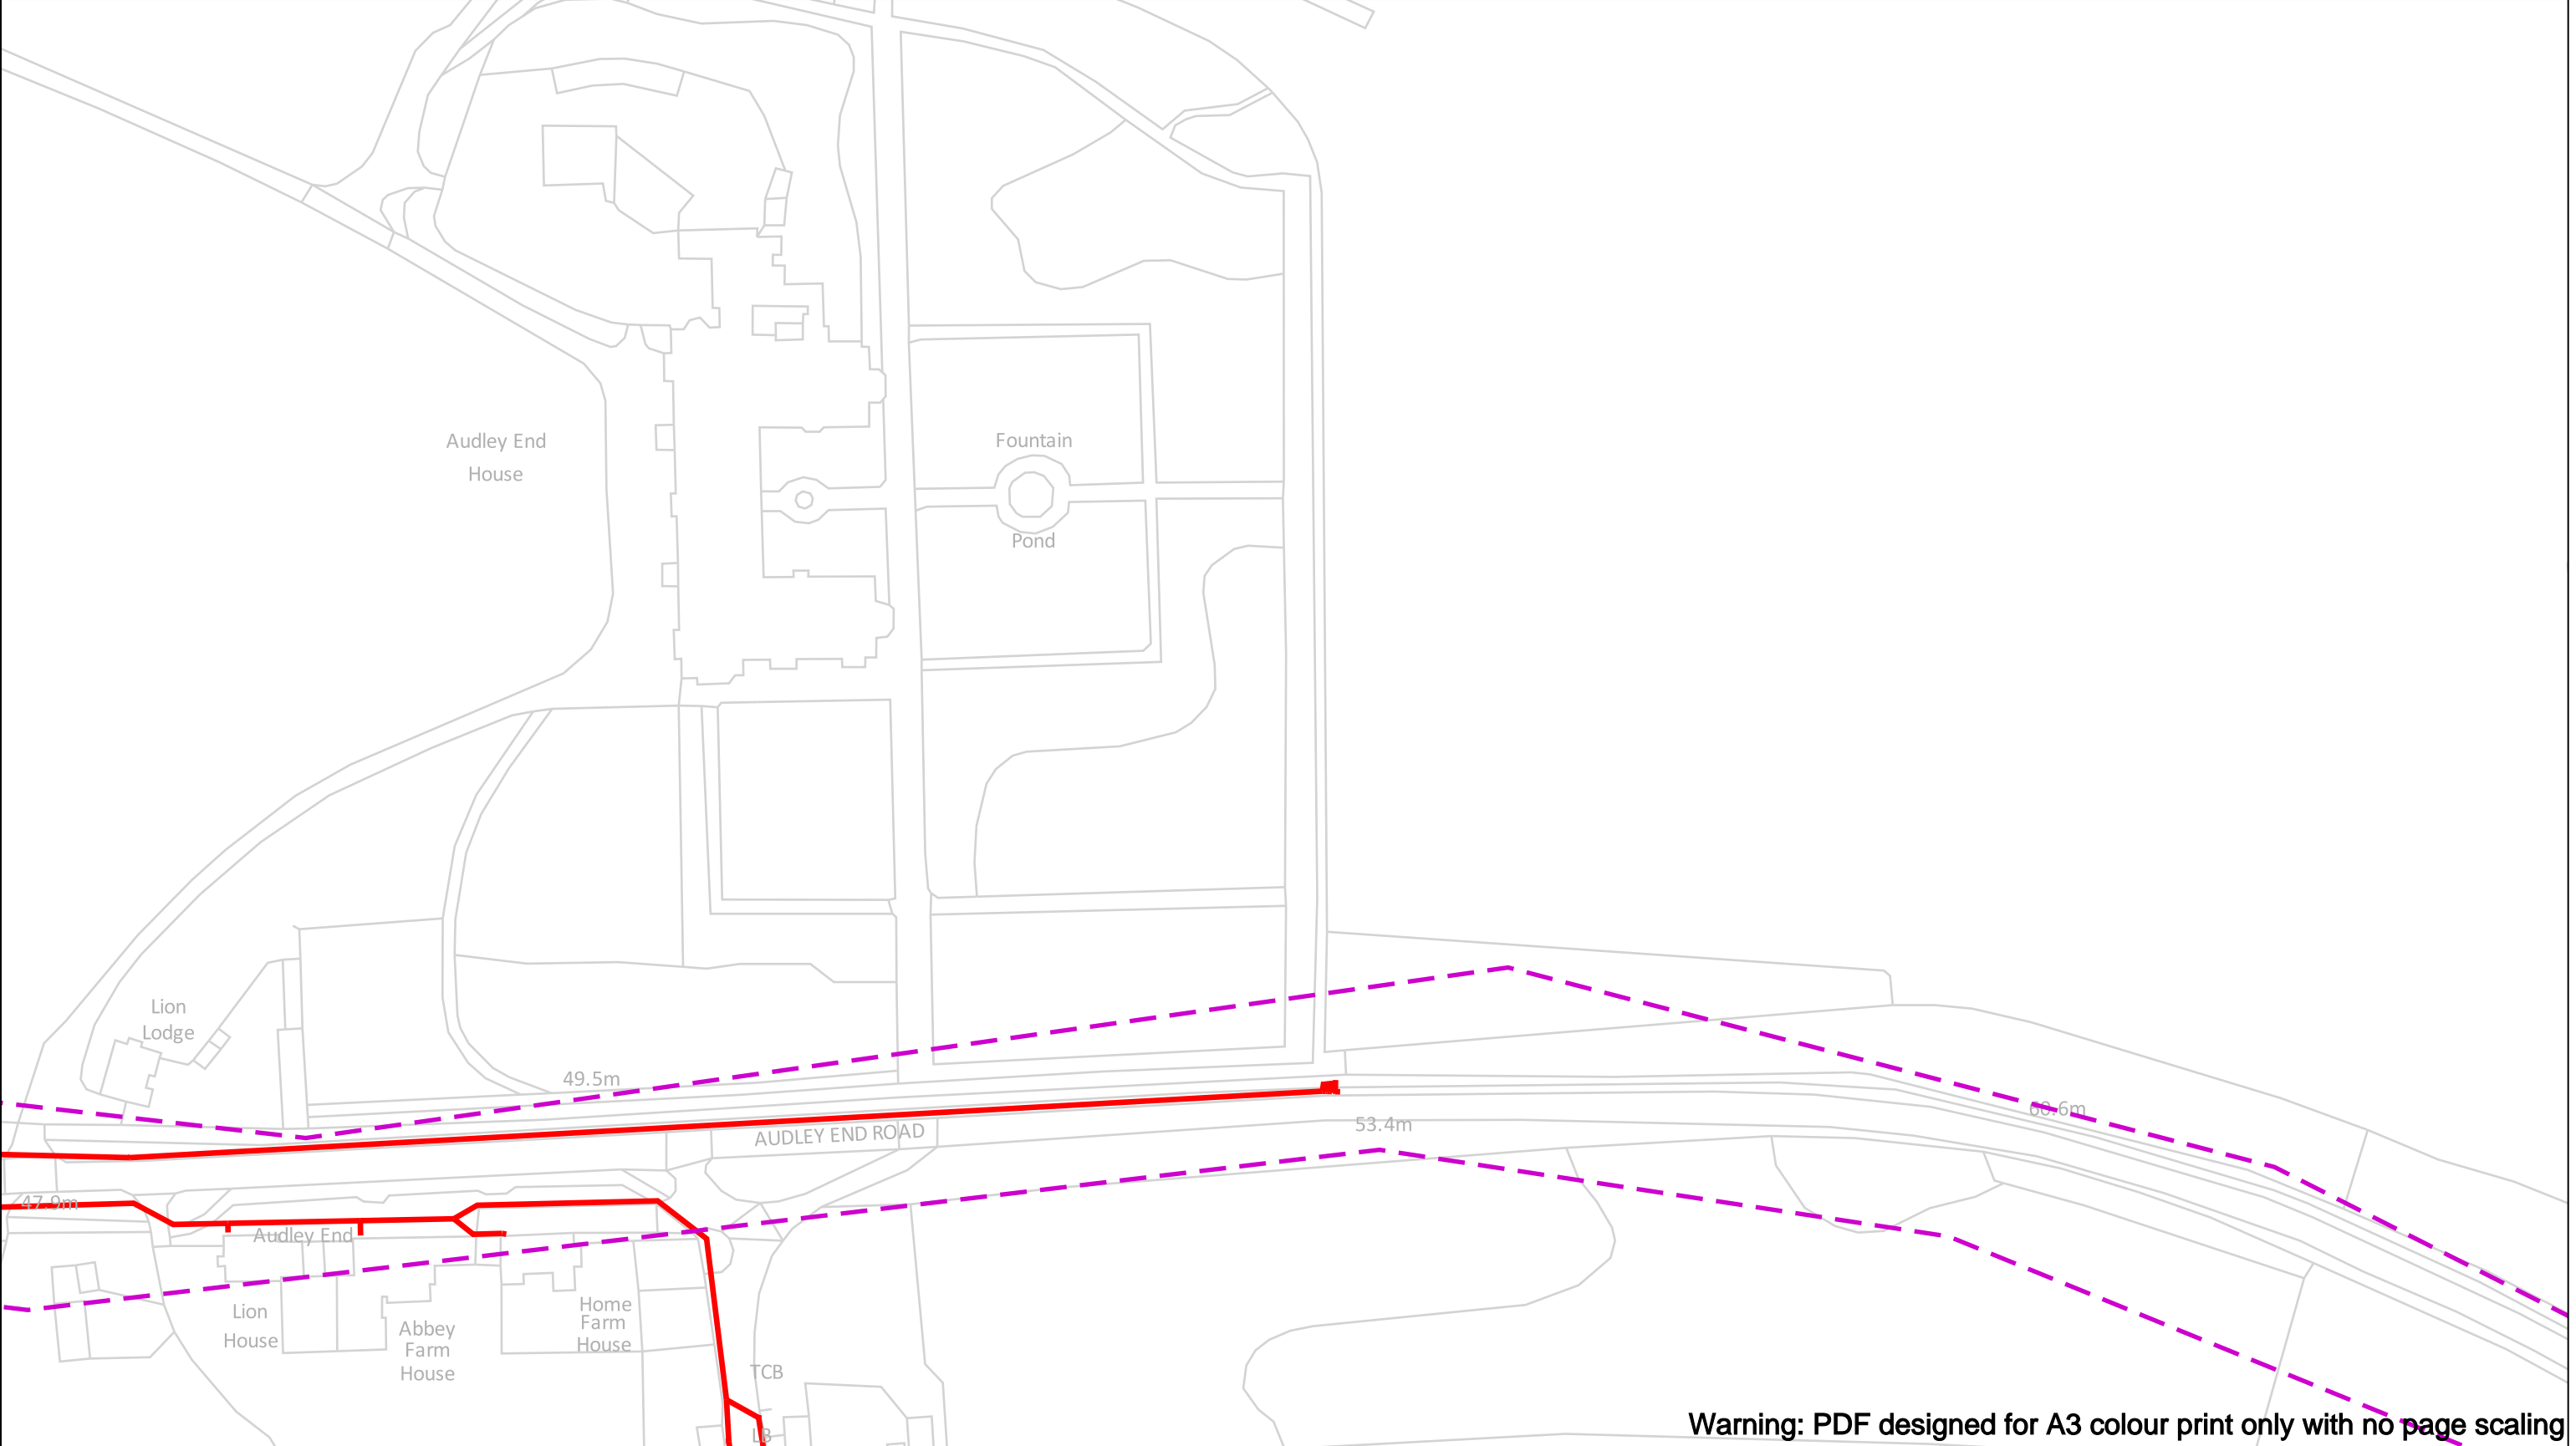 Audley End
House
Fountain
Pond
Lion
Lodge
49.5m
60.6m
53.4m
AUDLEY END ROAD
47.9m
Audley End
Lion
House
Abbey
Farm
House
Home
Farm
House
TCB
LB
Warning: PDF designed for A3 colour print only with no page scaling